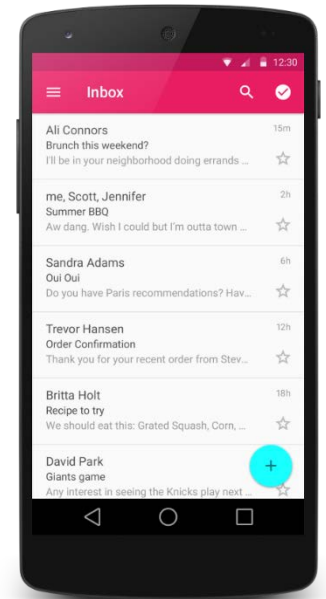 12:30
Inbox
Ali Connors 15m
Brunch this weekend?
I'll be in your neighborhood doing errands ...
me, Scott, Jennifer 2h
Summer BBQ
Aw dang. Wish I could but I'm outta town ...
Sandra Adams 6h
Oui Oui
Do you have Paris recommendations? Hav...
Trevor Hansen 12h
Order Confirmation
Thank you for your recent order from Stev...
Britta Holt 18h
Recipe to try
We should eat this: Grated Squash, Corn, ...
David Park
Giants game
Any interest in seeing the Knicks play next ...